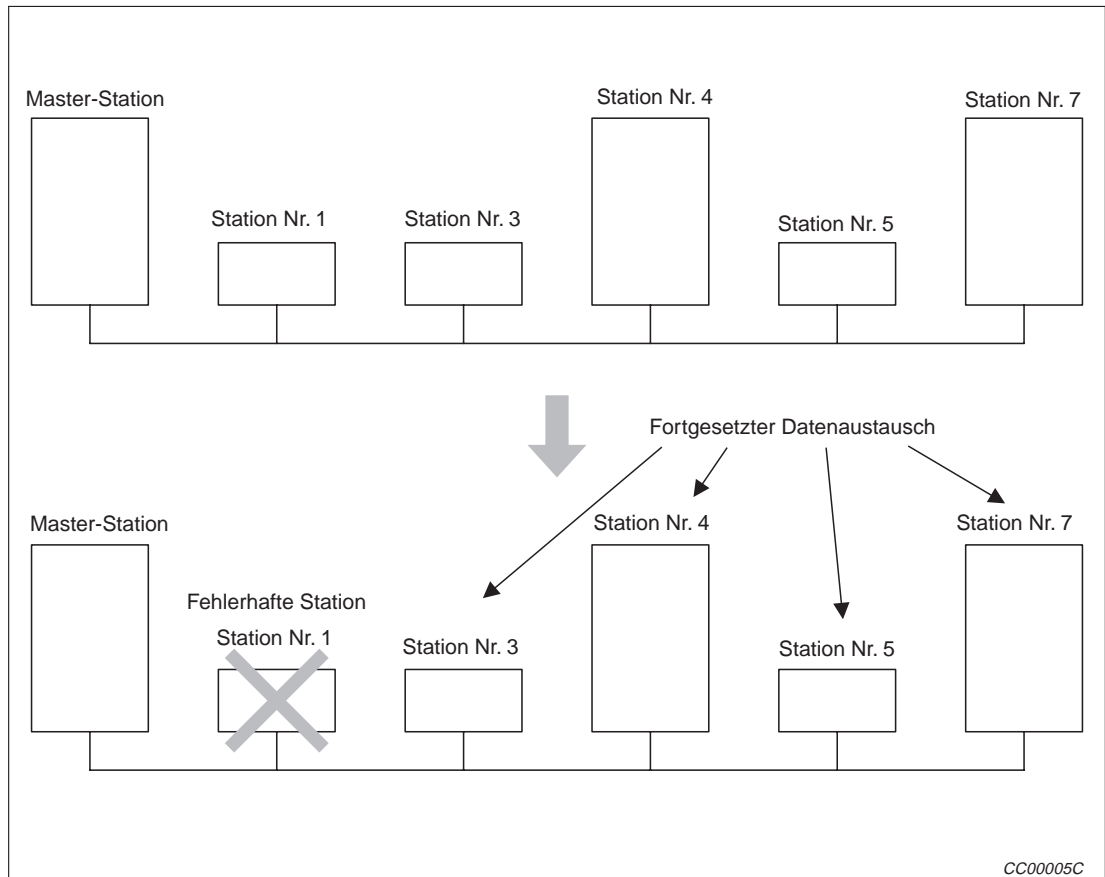 Master-Station
Station Nr. 4
Station Nr. 7
Station Nr. 1
Station Nr. 3
Station Nr. 5
Fortgesetzter Datenaustausch
Master-Station
Station Nr. 4
Station Nr. 7
Fehlerhafte Station
Station Nr. 1
Station Nr. 3
Station Nr. 5
CC00005C